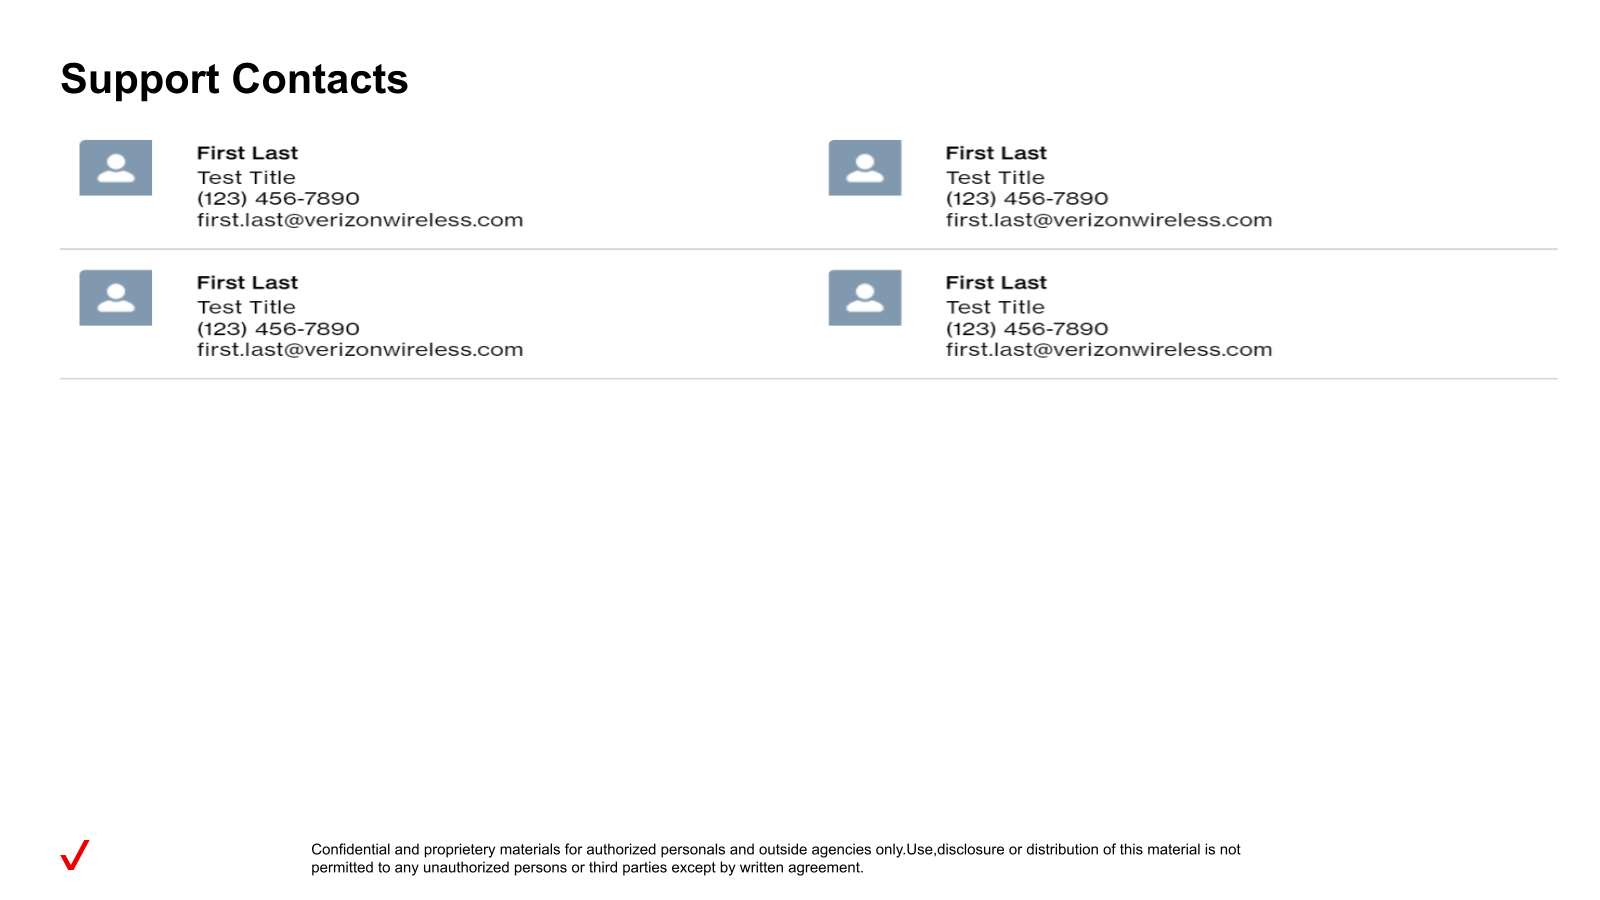 Support Contacts
First Last
Test Title
(123) 456-7890
first.last@verizonwireless.com
First Last
Test Title
(123) 456-7890
first.last@verizonwireless.com
First Last
Test Title
(123) 456-7890
first.last@verizonwireless.com
First Last
Test Title
(123) 456-7890
first.last@verizonwireless.com
Confidential and proprietery materials for authorized personals and outside agencies only.Use,disclosure or distribution of this material is not
permitted to any unauthorized persons or third parties except by written agreement.